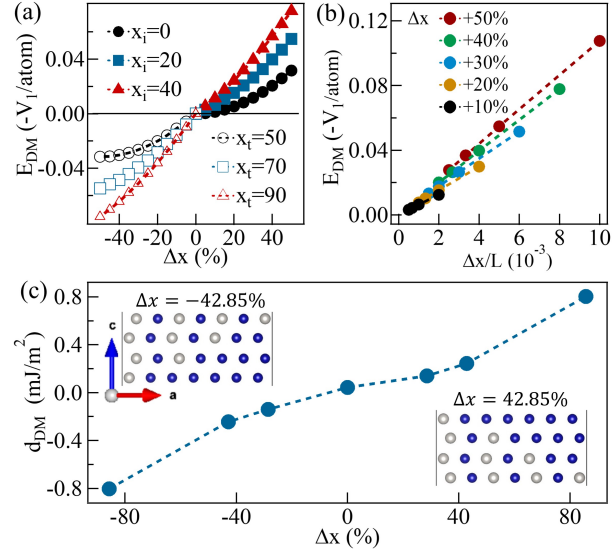 (a)
x_i=0
x_i=20
x_i=40
x_t=50
x_t=70
x_t=90
E_DM (-V_1/atom)
0.04
0.00
-0.04
-40 -20 0 20 40
Δx (%)
(b)
Δx
+50%
+40%
+30%
+20%
+10%
E_DM (-V_1/atom)
0.12
0.08
0.04
0.00
0 2 4 6 8 10
Δx/L (10^-3)
(c)
Δx = −42.85%
c
a
Δx = 42.85%
d_DM (mJ/m^2)
0.8
0.4
0.0
-0.4
-0.8
-80 -40 0 40 80
Δx (%)